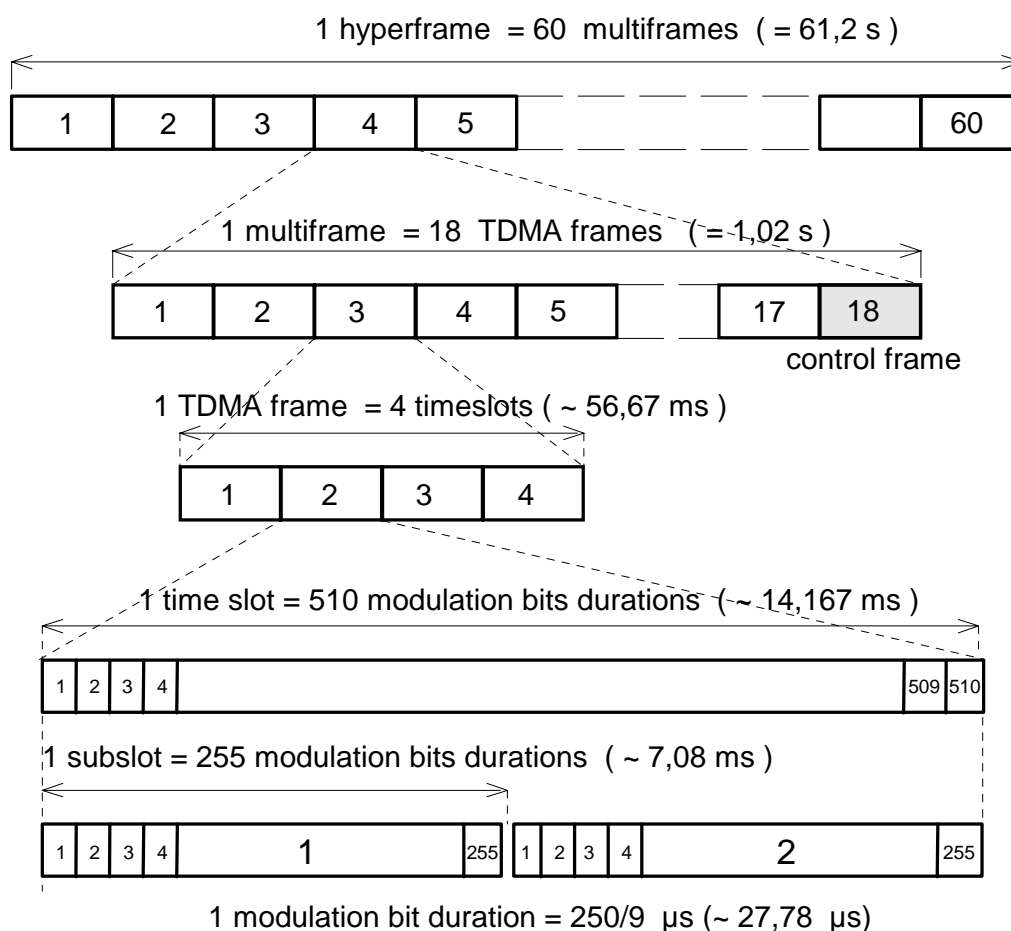 1 hyperframe = 60 multiframes ( = 61,2 s )
1 2 3 4 5 60
1 multiframe = 18 TDMA frames ( = 1,02 s )
1 2 3 4 5 17 18
control frame
1 TDMA frame = 4 timeslots ( ~ 56,67 ms )
1 2 3 4
1 time slot = 510 modulation bits durations ( ~ 14,167 ms )
1 2 3 4 509 510
1 subslot = 255 modulation bits durations ( ~ 7,08 ms )
1 2 3 4 1 255 1 2 3 4 2 255
1 modulation bit duration = 250/9 µs (~ 27,78 µs)